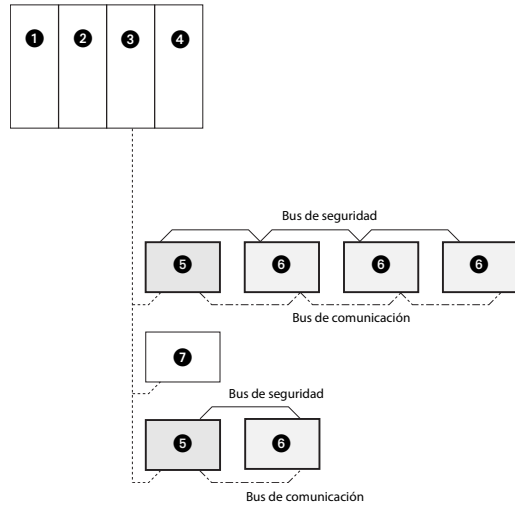 1 2 3 4
Bus de seguridad
5 6 6 6
Bus de comunicación
7
Bus de seguridad
5 6
Bus de comunicación